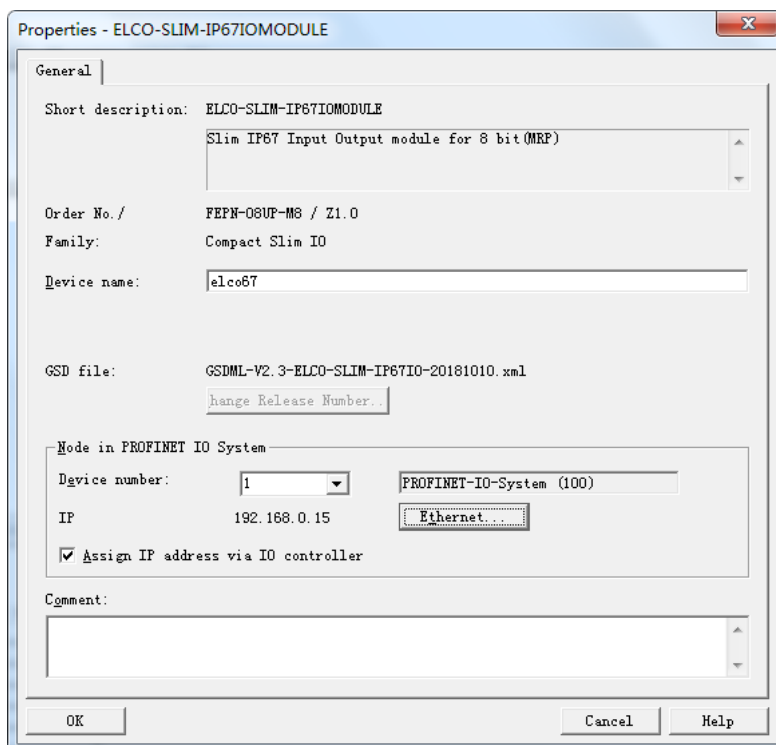 Properties - ELCO-SLIM-IP67IOMODULE
General
Short description: ELCO-SLIM-IP67IOMODULE
Slim IP67 Input Output module for 8 bit(MRP)
Order No./ FEPN-08UP-M8 / Z1.0
Family: Compact Slim IO
Device name: elco67
GSD file: GSDML-V2.3-ELCO-SLIM-IP67IO-20181010.xml
hange Release Number..
Node in PROFINET IO System
Device number: 1 PROFINET-IO-System (100)
IP 192.168.0.15 Ethernet...
Assign IP address via IO controller
Comment:
OK Cancel Help